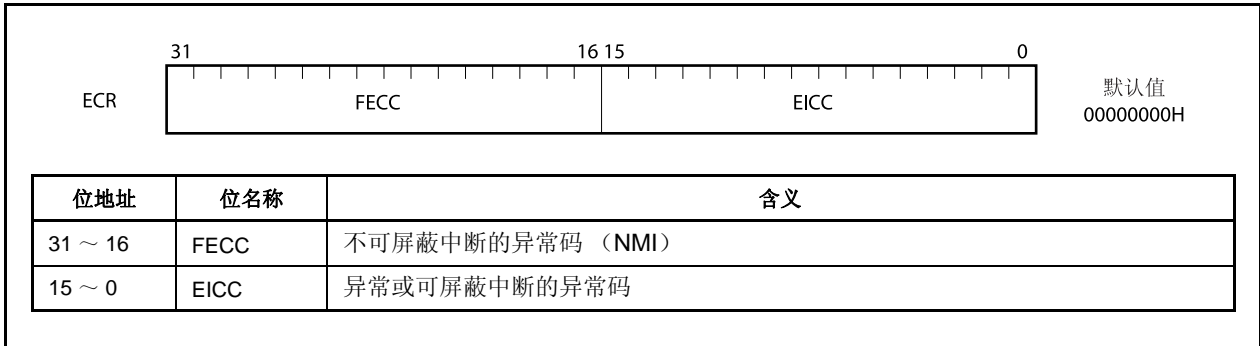 31 16 15 0
ECR FECC EICC 默认值
00000000H
位地址 位名称 含义
31 ～ 16 FECC 不可屏蔽中断的异常码 （NMI）
15 ～ 0 EICC 异常或可屏蔽中断的异常码